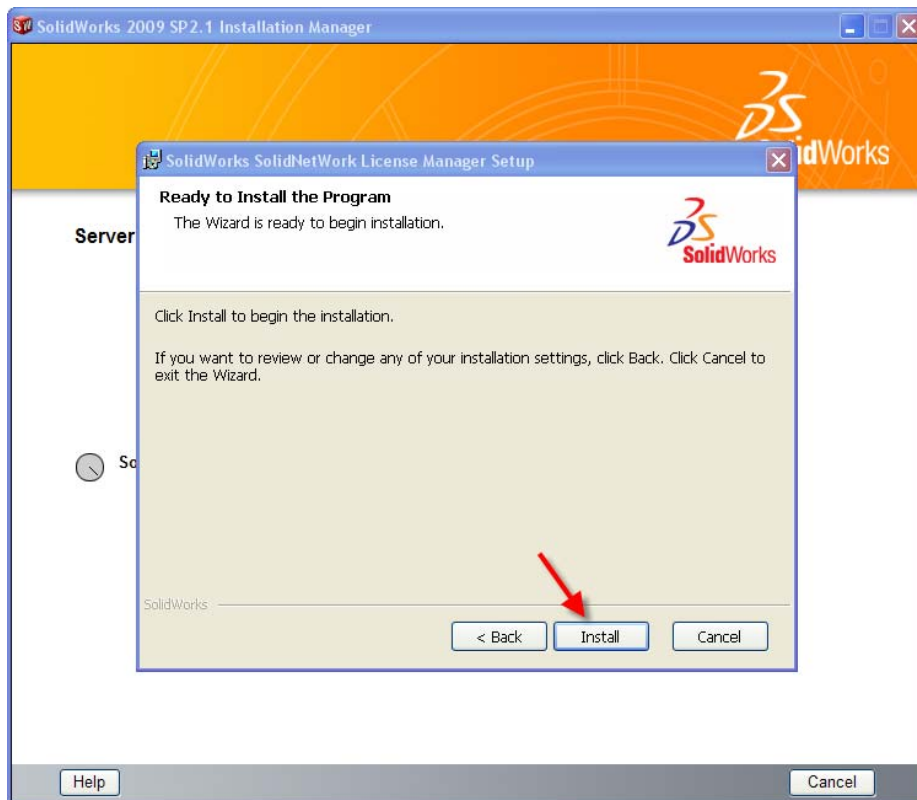 SolidWorks 2009 SP2.1 Installation Manager
idWorks
SolidWorks SolidNetWork License Manager Setup
Ready to Install the Program
The Wizard is ready to begin installation.
SolidWorks
Server
Click Install to begin the installation.
If you want to review or change any of your installation settings, click Back. Click Cancel to
exit the Wizard.
So
SolidWorks
< Back Install Cancel
Help Cancel